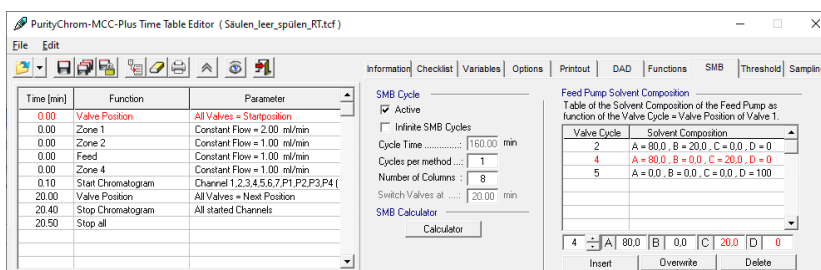 PurityChrom-MCC-Plus Time Table Editor ( Säulen_leer_spülen_RT.tcf )
File Edit
Information Checklist Variables Options Printout DAD Functions SMB Threshold Samplin
Time [min] Function Parameter
0.00 Valve Position All Valves = Startposition
0.00 Zone 1 Constant Flow = 2.00 ml/min
0.00 Zone 2 Constant Flow = 1.00 ml/min
0.00 Feed Constant Flow = 1.00 ml/min
0.00 Zone 4 Constant Flow = 1.00 ml/min
0.10 Start Chromatogram Channel 1,2,3,4,5,6,7,P1,P2,P3,P4 (
20.00 Valve Position All Valves = Next Position
20.40 Stop Chromatogram All started Channels
20.50 Stop all
SMB Cycle
Active
Infinite SMB Cycles
Cycle Time ..............: 160.00 min
Cycles per method ...: 1
Number of Columns : 8
Switch Valves at ....: 20.00 min
SMB Calculator
Calculator
Feed Pump Solvent Composition
Table of the Solvent Composition of the Feed Pump as
function of the Valve Cycle = Valve Position of Valve 1.
Valve Cycle Solvent Composition
2 A = 80,0 , B = 20,0 , C = 0,0 , D = 0
4 A = 80,0 , B = 0,0 , C = 20,0 , D = 0
5 A = 0,0 , B = 0,0 , C = 0,0 , D = 100
4 A 80,0 B 0,0 C 20,0 D 0
Insert Overwrite Delete